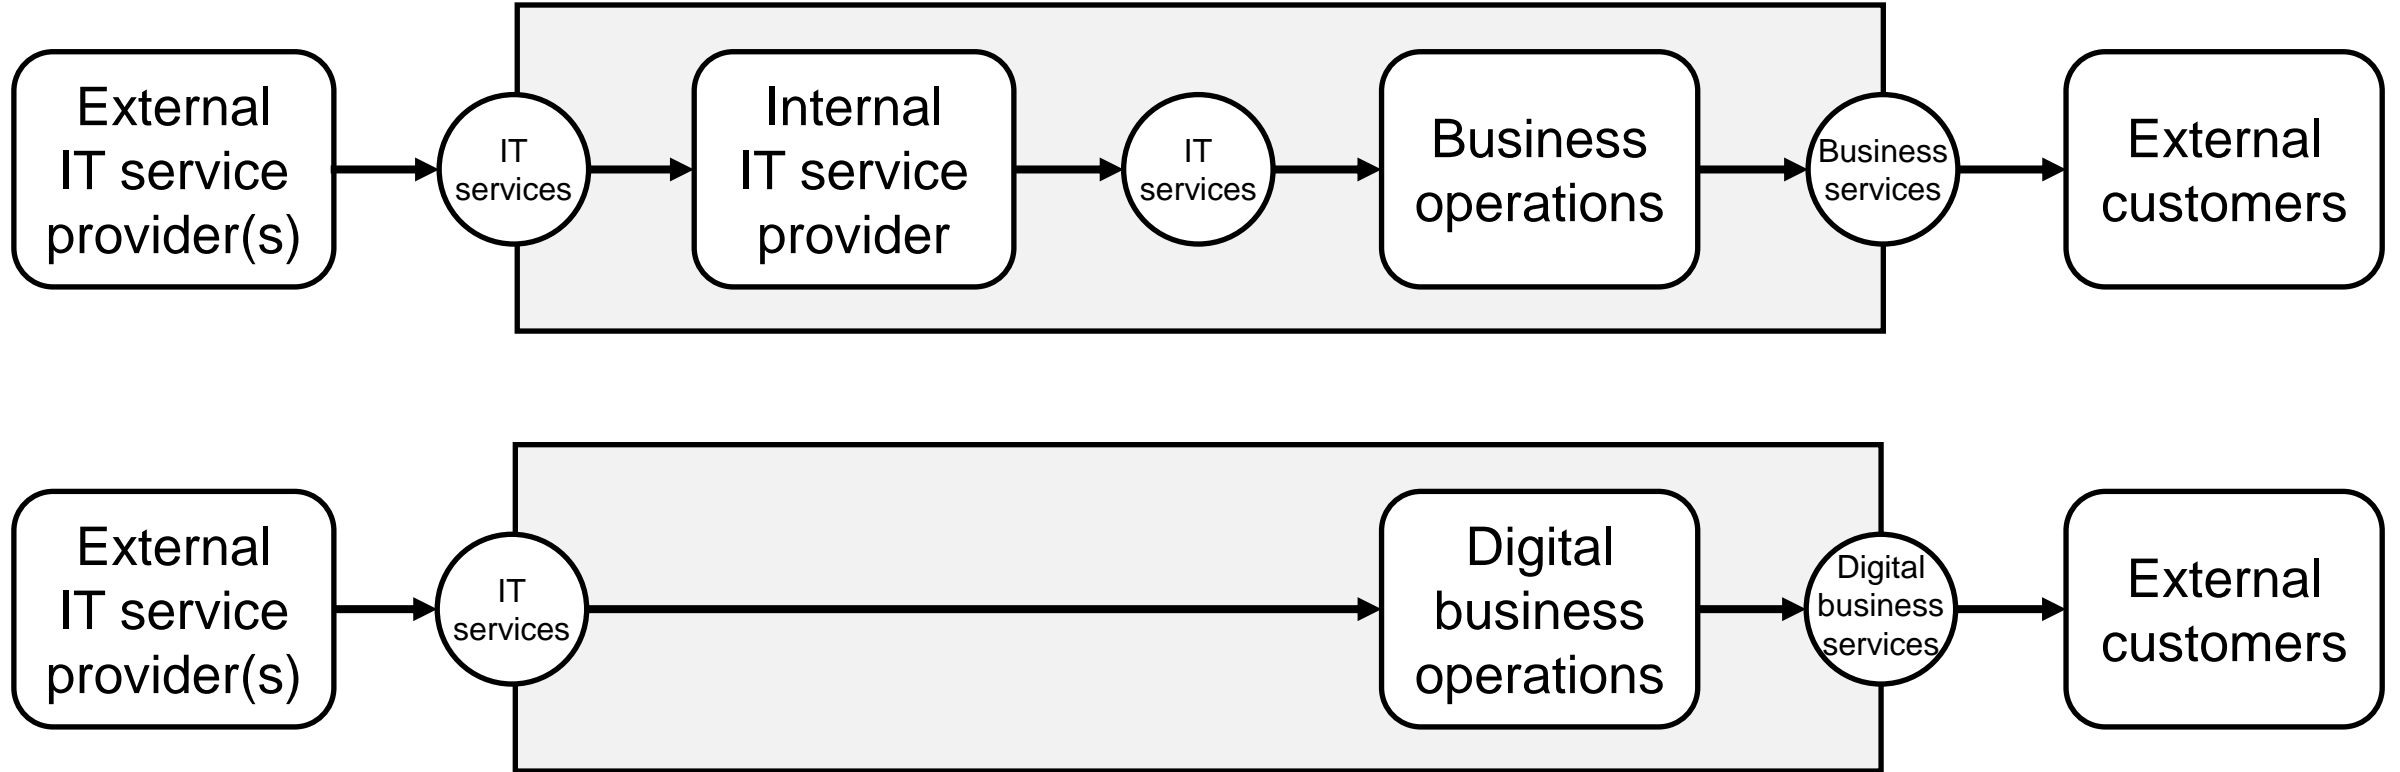 External
IT service
provider(s)
IT
services
Internal
IT service
provider
IT
services
Business
operations
Business
services
External
customers
External
IT service
provider(s)
IT
services
Digital
business
operations
Digital
business
services
External
customers